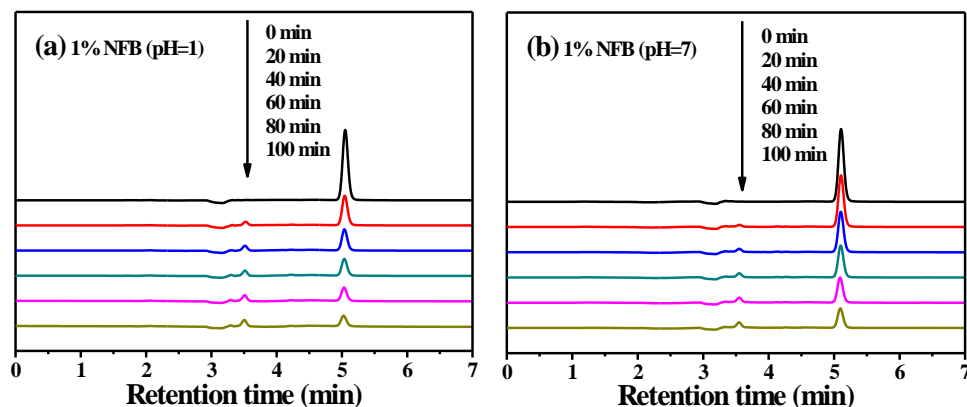 (a) 1% NFB (pH=1)
0 min
20 min
40 min
60 min
80 min
100 min
0 1 2 3 4 5 6 7
Retention time (min)
(b) 1% NFB (pH=7)
0 min
20 min
40 min
60 min
80 min
100 min
0 1 2 3 4 5 6 7
Retention time (min)